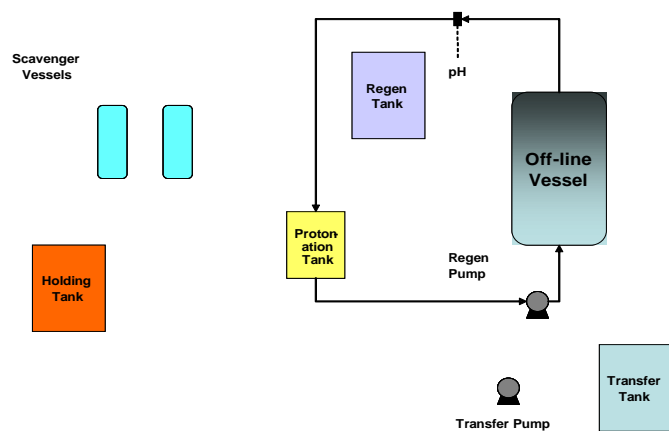 Scavenger
Vessels
pH
Regen
Tank
Off-line
Vessel
Proton-
ation
Tank
Regen
Pump
Holding
Tank
Transfer
Tank
Transfer Pump